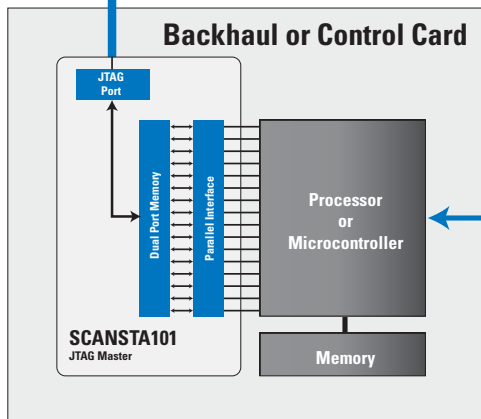 Backhaul or Control Card
JTAG
Port
Dual Port Memory
Parallel Interface
Processor
or
Microcontroller
SCANSTA101
JTAG Master
Memory